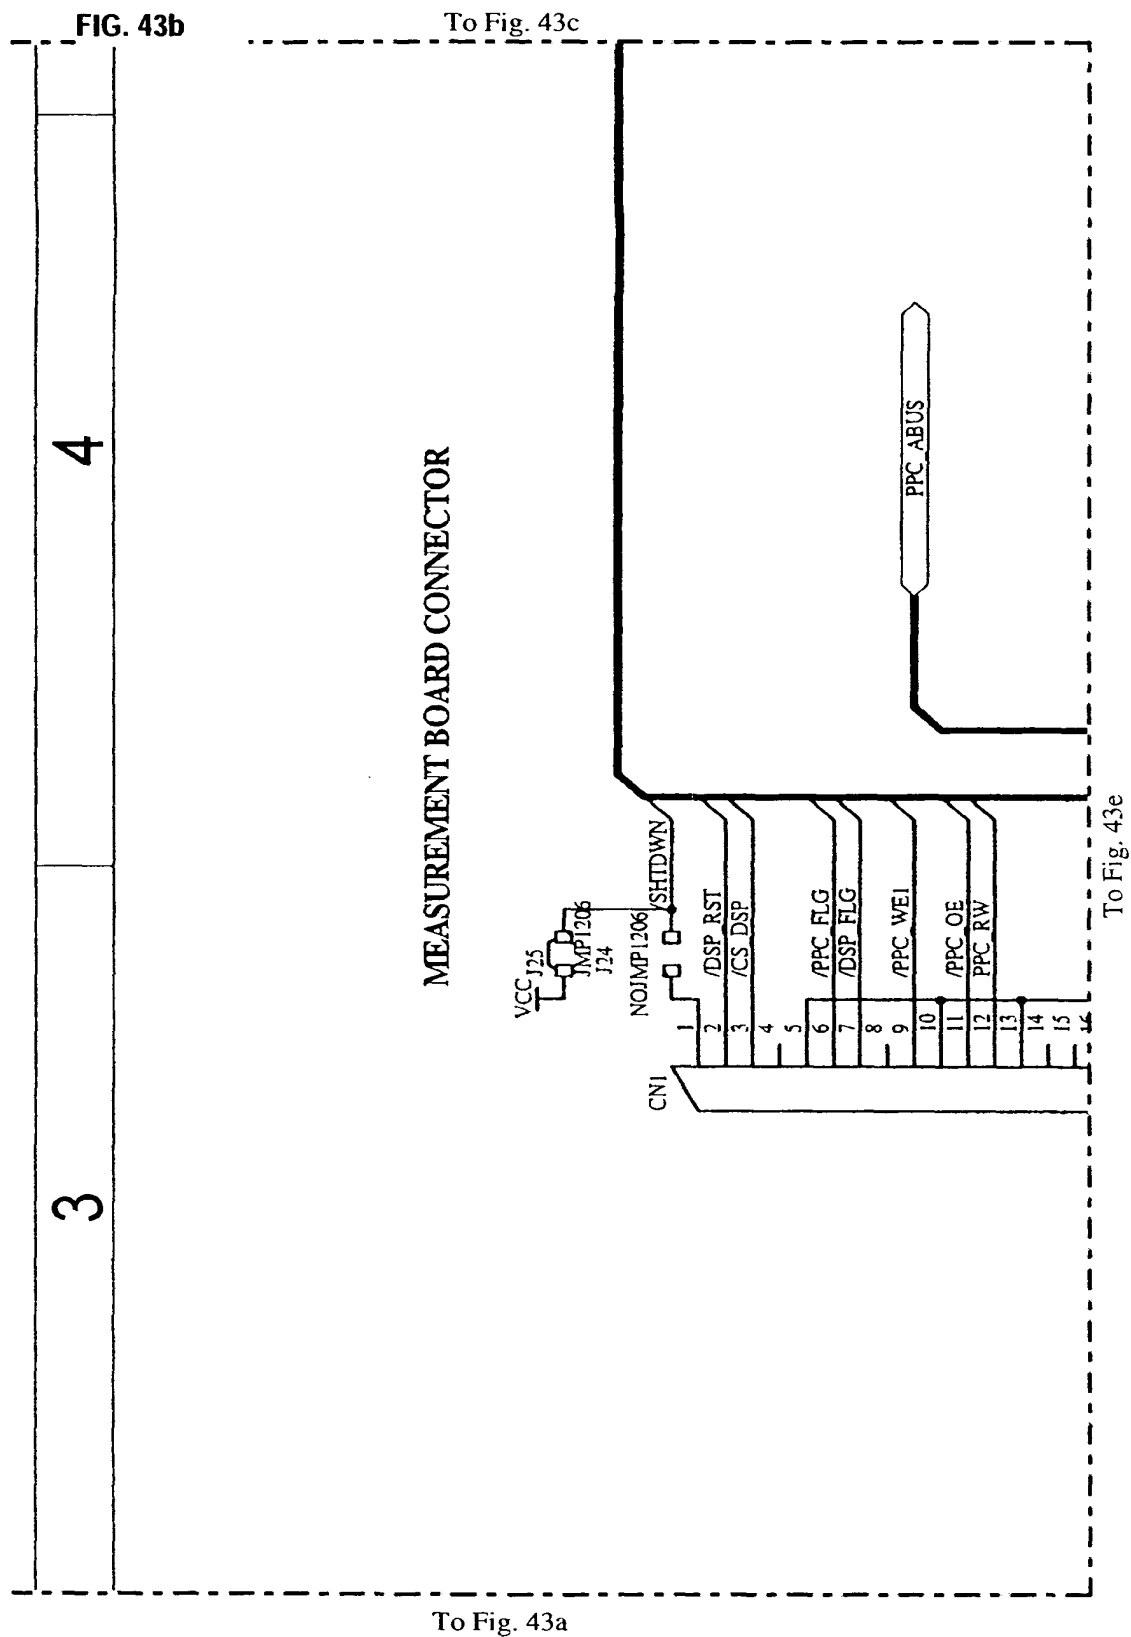 FIG. 43b
To Fig. 43c
4
3
MEASUREMENT BOARD CONNECTOR
VCC
J25
JMP1206
J24
NOJMP1206
/SHTDWN
/DSP_RST
/CS_DSP
/PPC_FLG
/DSP_FLG
/PPC_WE1
/PPC_OE
PPC_RW
PPC_ABUS
CN1
1
2
3
4
5
6
7
8
9
10
11
12
13
14
15
16
To Fig. 43e
To Fig. 43a